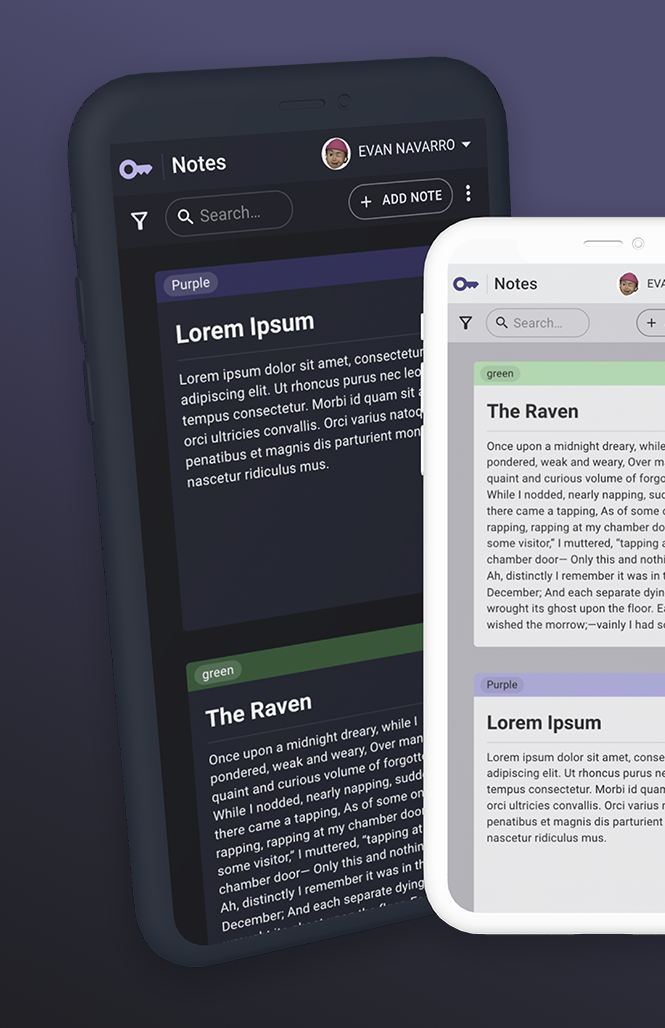 Notes
EVAN NAVARRO
Search...
+ ADD NOTE
Purple
Lorem Ipsum
Lorem ipsum dolor sit amet, consectetur
adipiscing elit. Ut rhoncus purus nec leo
tempus consectetur. Morbi id quam sit
orci ultricies convallis. Orci varius natoq
penatibus et magnis dis parturient mon
nascetur ridiculus mus.
green
The Raven
Once upon a midnight dreary, while I
pondered, weak and weary, Over man
quaint and curious volume of forgott
While I nodded, nearly napping, sudd
there came a tapping, As of some on
rapping, rapping at my chamber door
some visitor,” I muttered, “tapping at
chamber door— Only this and nothin
Ah, distinctly I remember it was in th
December; And each separate dying
wrought its ghost upon the floor.
Notes
EVA
Search...
+
green
The Raven
Once upon a midnight dreary, while
pondered, weak and weary, Over m
quaint and curious volume of forgo
While I nodded, nearly napping, sud
there came a tapping, As of some
rapping, rapping at my chamber do
some visitor,” I muttered, “tapping
chamber door— Only this and nothi
Ah, distinctly I remember it was in
December; And each separate dyin
wrought its ghost upon the floor. Ea
wished the morrow;—vainly I had s
Purple
Lorem Ipsum
Lorem ipsum dolor sit amet, conse
adipiscing elit. Ut rhoncus purus ne
tempus consectetur. Morbi id quam
orci ultricies convallis. Orci varius
penatibus et magnis dis parturient
nascetur ridiculus mus.